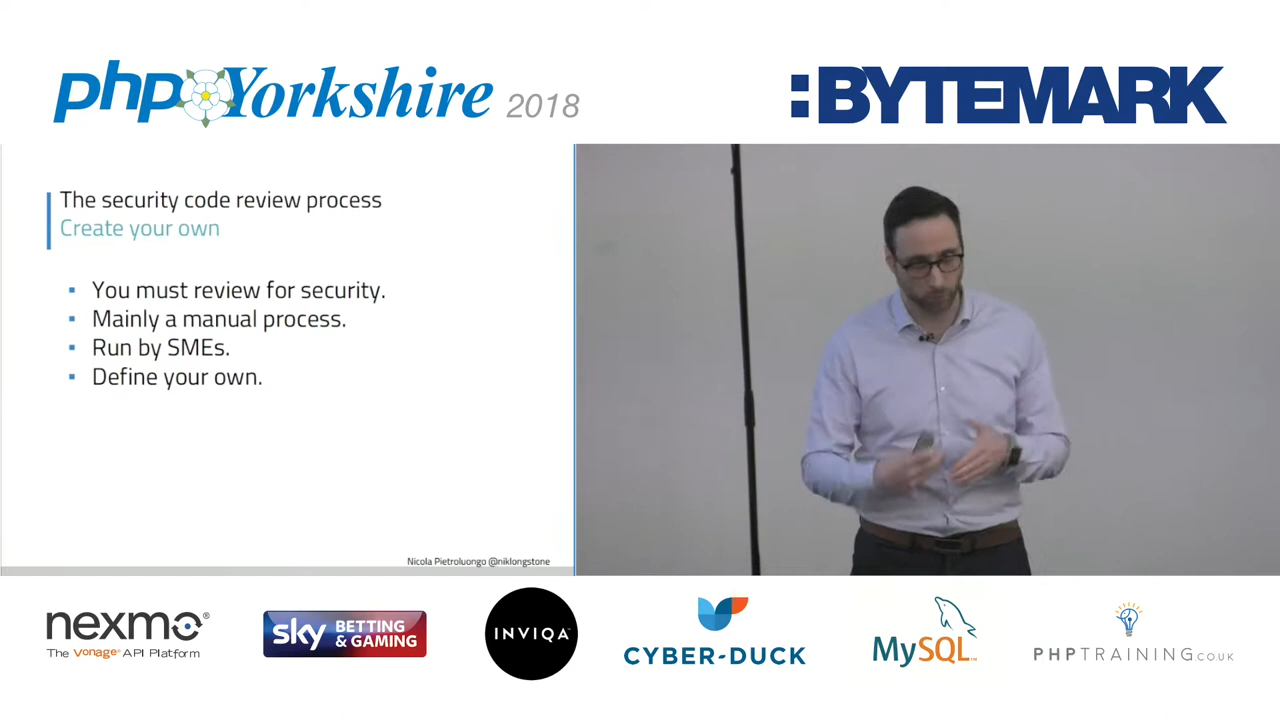 php Yorkshire 2018
:BYTEMARK
The security code review process
Create your own
▪ You must review for security.
▪ Mainly a manual process.
▪ Run by SMEs.
▪ Define your own.
Nicola Pietroluongo @niklongstone
nexmo®
The Vonage® API Platform
sky BETTING & GAMING
INVIQA™
CYBER-DUCK
MySQL™
PHPTRAINING.CO.UK